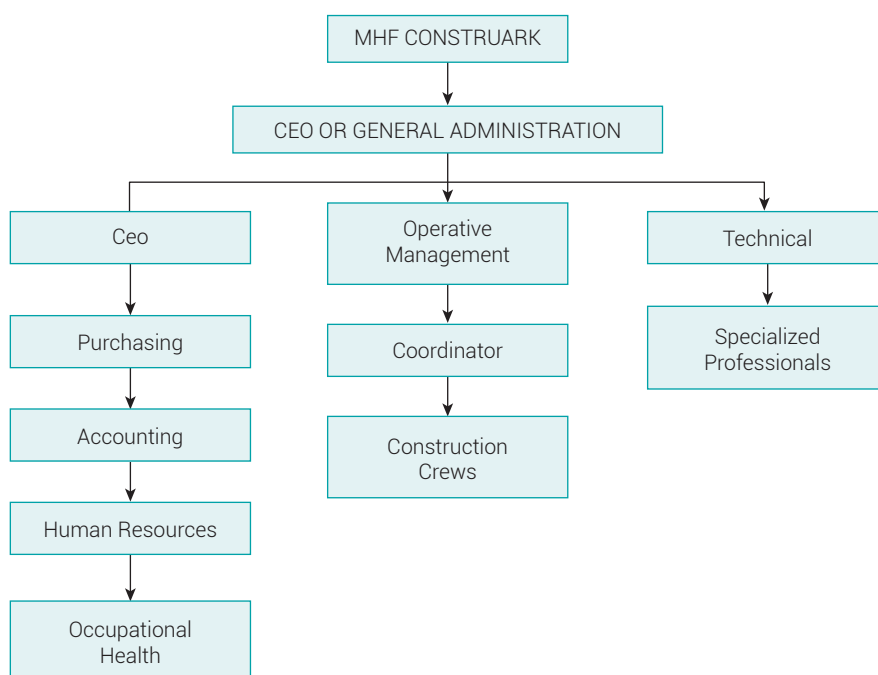 MHF CONSTRUARK
CEO OR GENERAL ADMINISTRATION
Ceo
Purchasing
Accounting
Human Resources
Occupational
Health
Operative
Management
Coordinator
Construction
Crews
Technical
Specialized
Professionals